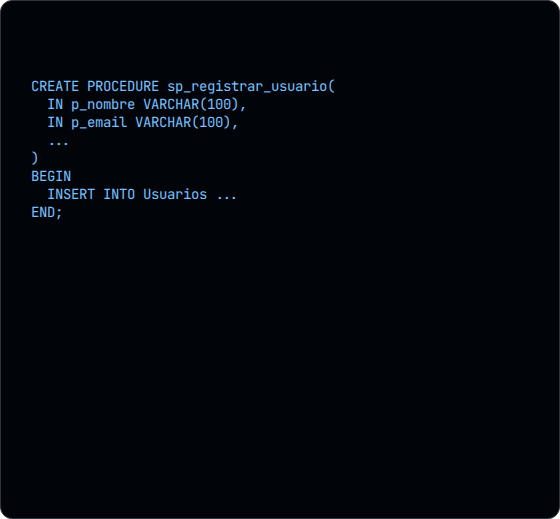 CREATE PROCEDURE sp_registrar_usuario(
  IN p_nombre VARCHAR(100),
  IN p_email VARCHAR(100),
  ...
)
BEGIN
  INSERT INTO Usuarios ...
END;